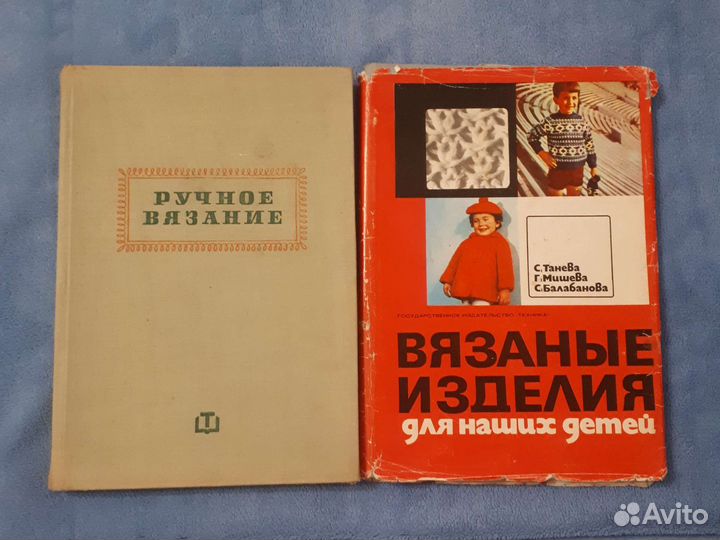 РУЧНОЕ
ВЯЗАНИЕ
Т
С. Танева
Г. Мишева
С. Балабанова
ГОСУДАРСТВЕННОЕ ИЗДАТЕЛЬСТВО „ТЕХНИКА“
ВЯЗАНЫЕ
ИЗДЕЛИЯ
для наших детей
Avito